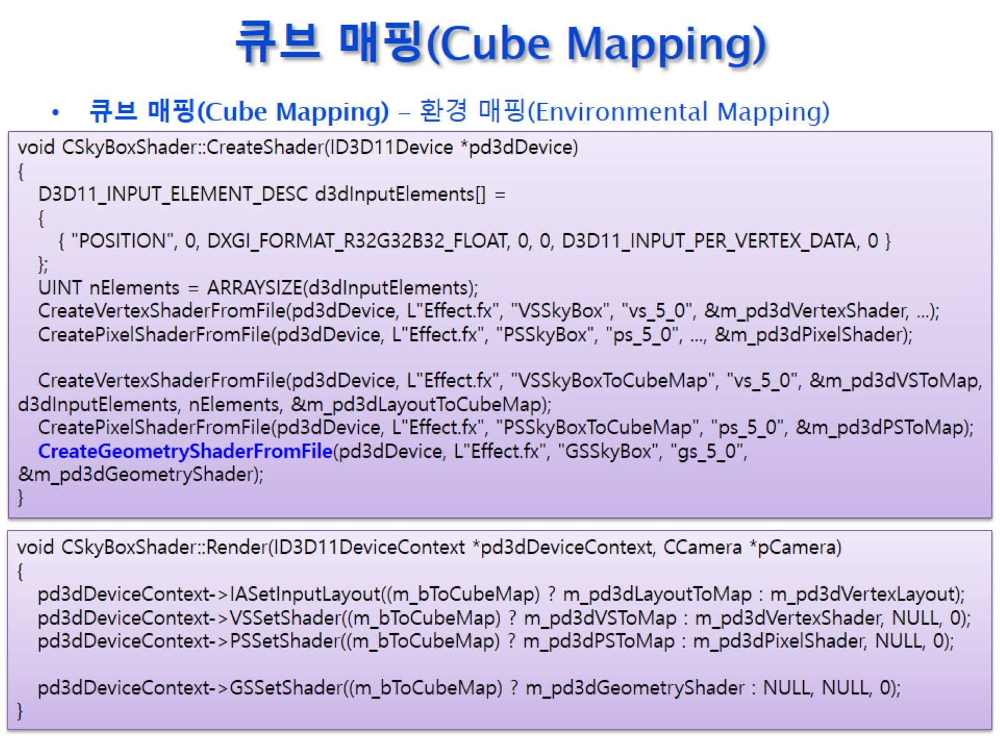 큐브 매핑(Cube Mapping)
• 큐브 매핑(Cube Mapping) – 환경 매핑(Environmental Mapping)
void CSkyBoxShader::CreateShader(ID3D11Device *pd3dDevice)
{
    D3D11_INPUT_ELEMENT_DESC d3dInputElements[] =
    {
        { "POSITION", 0, DXGI_FORMAT_R32G32B32_FLOAT, 0, 0, D3D11_INPUT_PER_VERTEX_DATA, 0 }
    };
    UINT nElements = ARRAYSIZE(d3dInputElements);
    CreateVertexShaderFromFile(pd3dDevice, L"Effect.fx", "VSSkyBox", "vs_5_0", &m_pd3dVertexShader, ...);
    CreatePixelShaderFromFile(pd3dDevice, L"Effect.fx", "PSSkyBox", "ps_5_0", ..., &m_pd3dPixelShader);
    CreateVertexShaderFromFile(pd3dDevice, L"Effect.fx", "VSSkyBoxToCubeMap", "vs_5_0", &m_pd3dVSToMap,
d3dInputElements, nElements, &m_pd3dLayoutToCubeMap);
    CreatePixelShaderFromFile(pd3dDevice, L"Effect.fx", "PSSkyBoxToCubeMap", "ps_5_0", &m_pd3dPSToMap);
    CreateGeometryShaderFromFile(pd3dDevice, L"Effect.fx", "GSSkyBox", "gs_5_0",
&m_pd3dGeometryShader);
}
void CSkyBoxShader::Render(ID3D11DeviceContext *pd3dDeviceContext, CCamera *pCamera)
{
    pd3dDeviceContext->IASetInputLayout((m_bToCubeMap) ? m_pd3dLayoutToMap : m_pd3dVertexLayout);
    pd3dDeviceContext->VSSetShader((m_bToCubeMap) ? m_pd3dVSToMap : m_pd3dVertexShader, NULL, 0);
    pd3dDeviceContext->PSSetShader((m_bToCubeMap) ? m_pd3dPSToMap : m_pd3dPixelShader, NULL, 0);
    pd3dDeviceContext->GSSetShader((m_bToCubeMap) ? m_pd3dGeometryShader : NULL, NULL, 0);
}